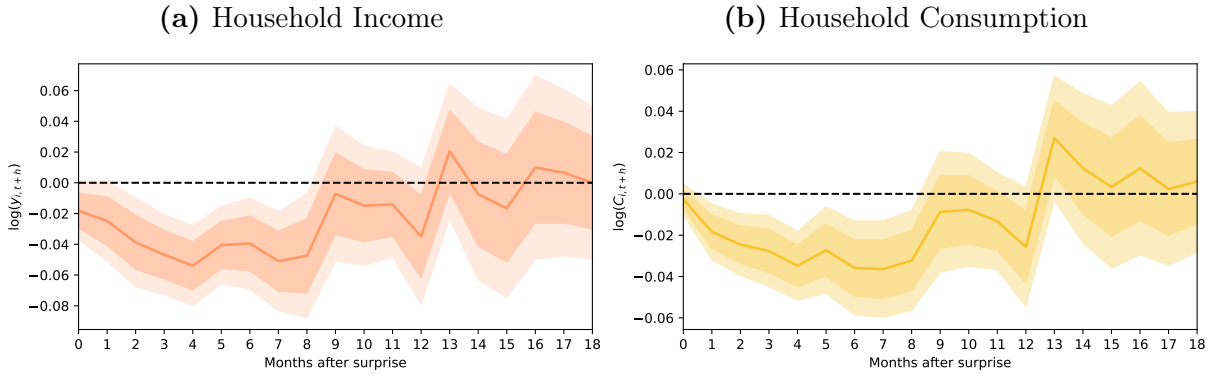 (a) Household Income
0.06
0.04
0.02
0.00
−0.02
−0.04
−0.06
−0.08
log(y_{i,t+h})
0 1 2 3 4 5 6 7 8 9 10 11 12 13 14 15 16 17 18
Months after surprise
(b) Household Consumption
0.06
0.04
0.02
0.00
−0.02
−0.04
−0.06
log(C_{i,t+h})
0 1 2 3 4 5 6 7 8 9 10 11 12 13 14 15 16 17 18
Months after surprise